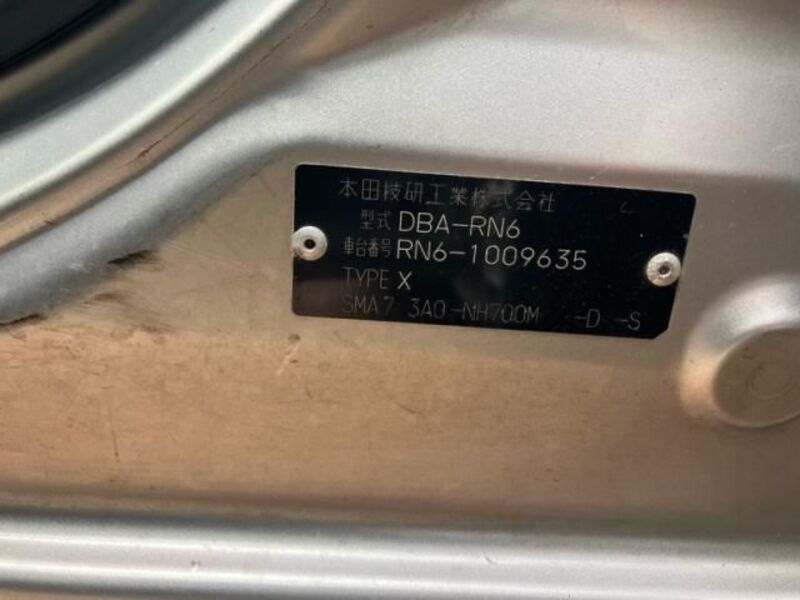 本田技研工業株式会社
型式 DBA-RN6
車台番号 RN6-1009635
TYPE X
SMA7 3A0-NH700M -D -S